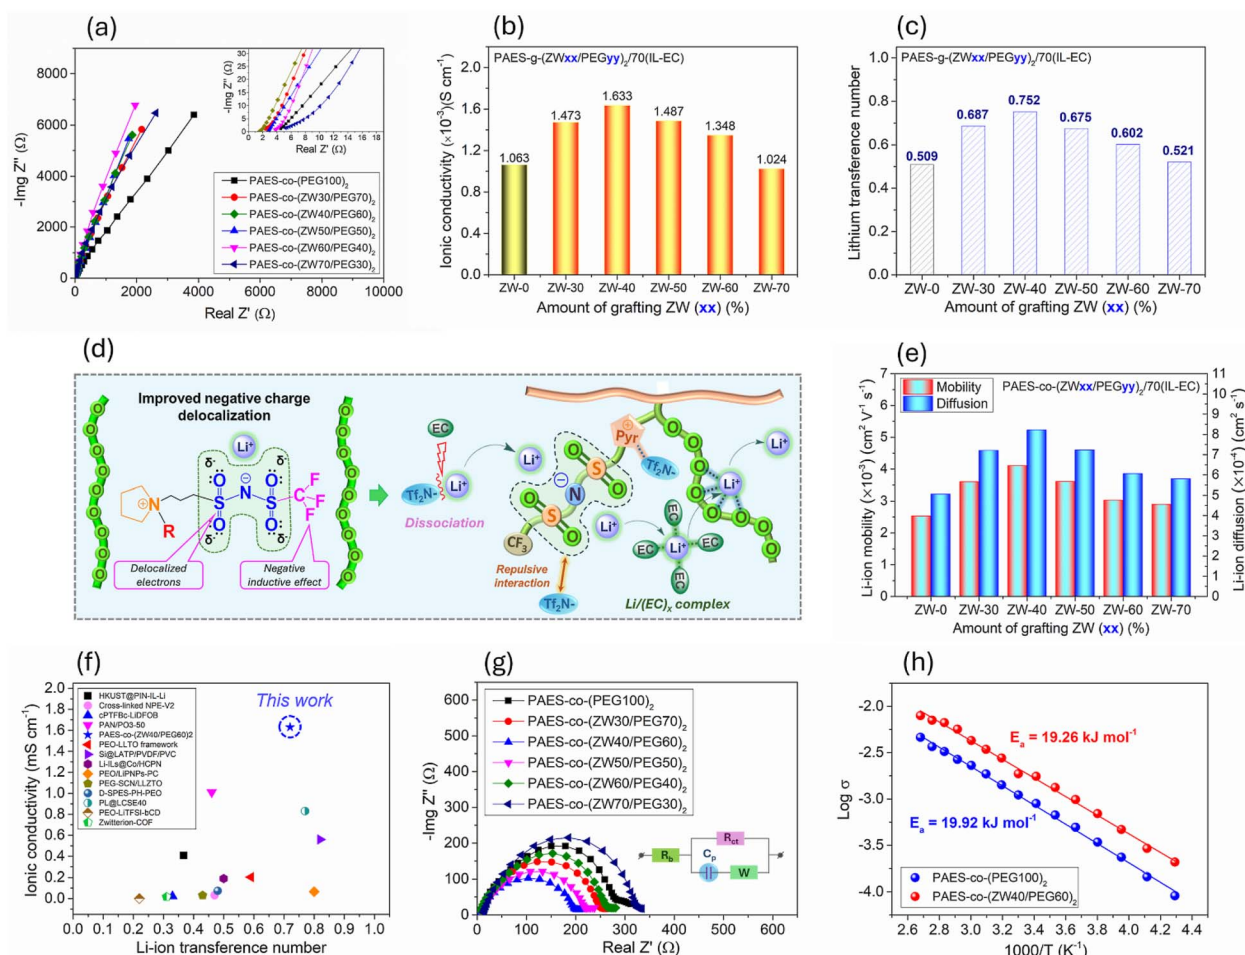 (a)
-Img Z'' (Ω)
8000
6000
4000
2000
0
0 2000 4000 6000 8000 10000
Real Z' (Ω)
-Img Z'' (Ω)
30
25
20
15
10
5
0
0 2 4 6 8 10 12 14 16 18
Real Z' (Ω)
PAES-co-(PEG100)₂
PAES-co-(ZW30/PEG70)₂
PAES-co-(ZW40/PEG60)₂
PAES-co-(ZW50/PEG50)₂
PAES-co-(ZW60/PEG40)₂
PAES-co-(ZW70/PEG30)₂
(b)
PAES-g-(ZWxx/PEGyy)₂/70(IL-EC)
Ionic conductivity (×10⁻³)(S cm⁻¹)
2.1
1.8
1.5
1.2
0.9
0.6
0.3
0.0
1.063
1.473
1.633
1.487
1.348
1.024
ZW-0 ZW-30 ZW-40 ZW-50 ZW-60 ZW-70
Amount of grafting ZW (xx) (%)
(c)
PAES-g-(ZWxx/PEGyy)₂/70(IL-EC)
Lithium transference number
1.0
0.8
0.6
0.4
0.2
0.0
0.509
0.687
0.752
0.675
0.602
0.521
ZW-0 ZW-30 ZW-40 ZW-50 ZW-60 ZW-70
Amount of grafting ZW (xx) (%)
(d)
Improved negative charge
delocalization
Li⁺
δ⁻ δ⁻
O O
N⊕ S N S C F F F
R
O O
δ⁻ δ⁻
Delocalized
electrons
Negative
inductive effect
EC
Tf₂N-
Li⁺
Li⁺
Dissociation
⊕
Pyr
Tf₂N-
O S O
N
O S O
CF₃
Repulsive
interaction
Tf₂N-
Li⁺
EC
EC Li⁺ EC
EC
Li/(EC)ₓ complex
Li⁺
Li⁺
(e)
Mobility
Diffusion
PAES-co-(ZWxx/PEGyy)₂/70(IL-EC)
Li-ion mobility (×10⁻³) (cm² V⁻¹ s⁻¹)
7
6
5
4
3
2
1
0
Li-ion diffusion (×10⁻⁴) (cm² s⁻¹)
11
10
9
8
7
6
5
4
3
2
1
0
ZW-0 ZW-30 ZW-40 ZW-50 ZW-60 ZW-70
Amount of grafting ZW (xx) (%)
(f)
Ionic conductivity (mS cm⁻¹)
2.0
1.8
1.6
1.4
1.2
1.0
0.8
0.6
0.4
0.2
0.0
HKUST@PIN-IL-Li
Cross-linked NPE-V2
cPTFBc-LiDFOB
PAN/PO3-50
PAES-co-(ZW40/PEG60)2
PEO-LLTO framework
Si@LATP/PVDF/PVC
Li-ILs@Co/HCPN
PEO/LiPNPs-PC
PEG-SCN/LLZTO
D-SPES-PH-PEO
PL@LCSE40
PEO-LiTFSI-bCD
Zwitterion-COF
This work
0.0 0.1 0.2 0.3 0.4 0.5 0.6 0.7 0.8 0.9 1.0
Li-ion transference number
(g)
-Img Z'' (Ω)
600
500
400
300
200
100
0
PAES-co-(PEG100)₂
PAES-co-(ZW30/PEG70)₂
PAES-co-(ZW40/PEG60)₂
PAES-co-(ZW50/PEG50)₂
PAES-co-(ZW60/PEG40)₂
PAES-co-(ZW70/PEG30)₂
R_b
R_ct
C_p
W
0 100 200 300 400 500 600
Real Z' (Ω)
(h)
Log σ
-2.0
-2.5
-3.0
-3.5
-4.0
Eₐ = 19.26 kJ mol⁻¹
Eₐ = 19.92 kJ mol⁻¹
PAES-co-(PEG100)₂
PAES-co-(ZW40/PEG60)₂
2.6 2.8 3.0 3.2 3.4 3.6 3.8 4.0 4.2 4.4
1000/T (K⁻¹)